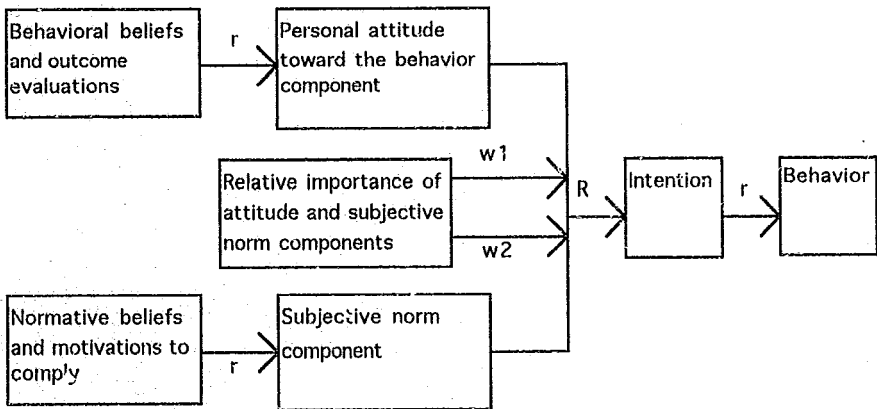 Behavioral beliefs
and outcome
evaluations
r
Personal attitude
toward the behavior
component
Relative importance of
attitude and subjective
norm components
w1
w2
R
Intention
r
Behavior
Normative beliefs
and motivations to
comply
r
Subjective norm
component